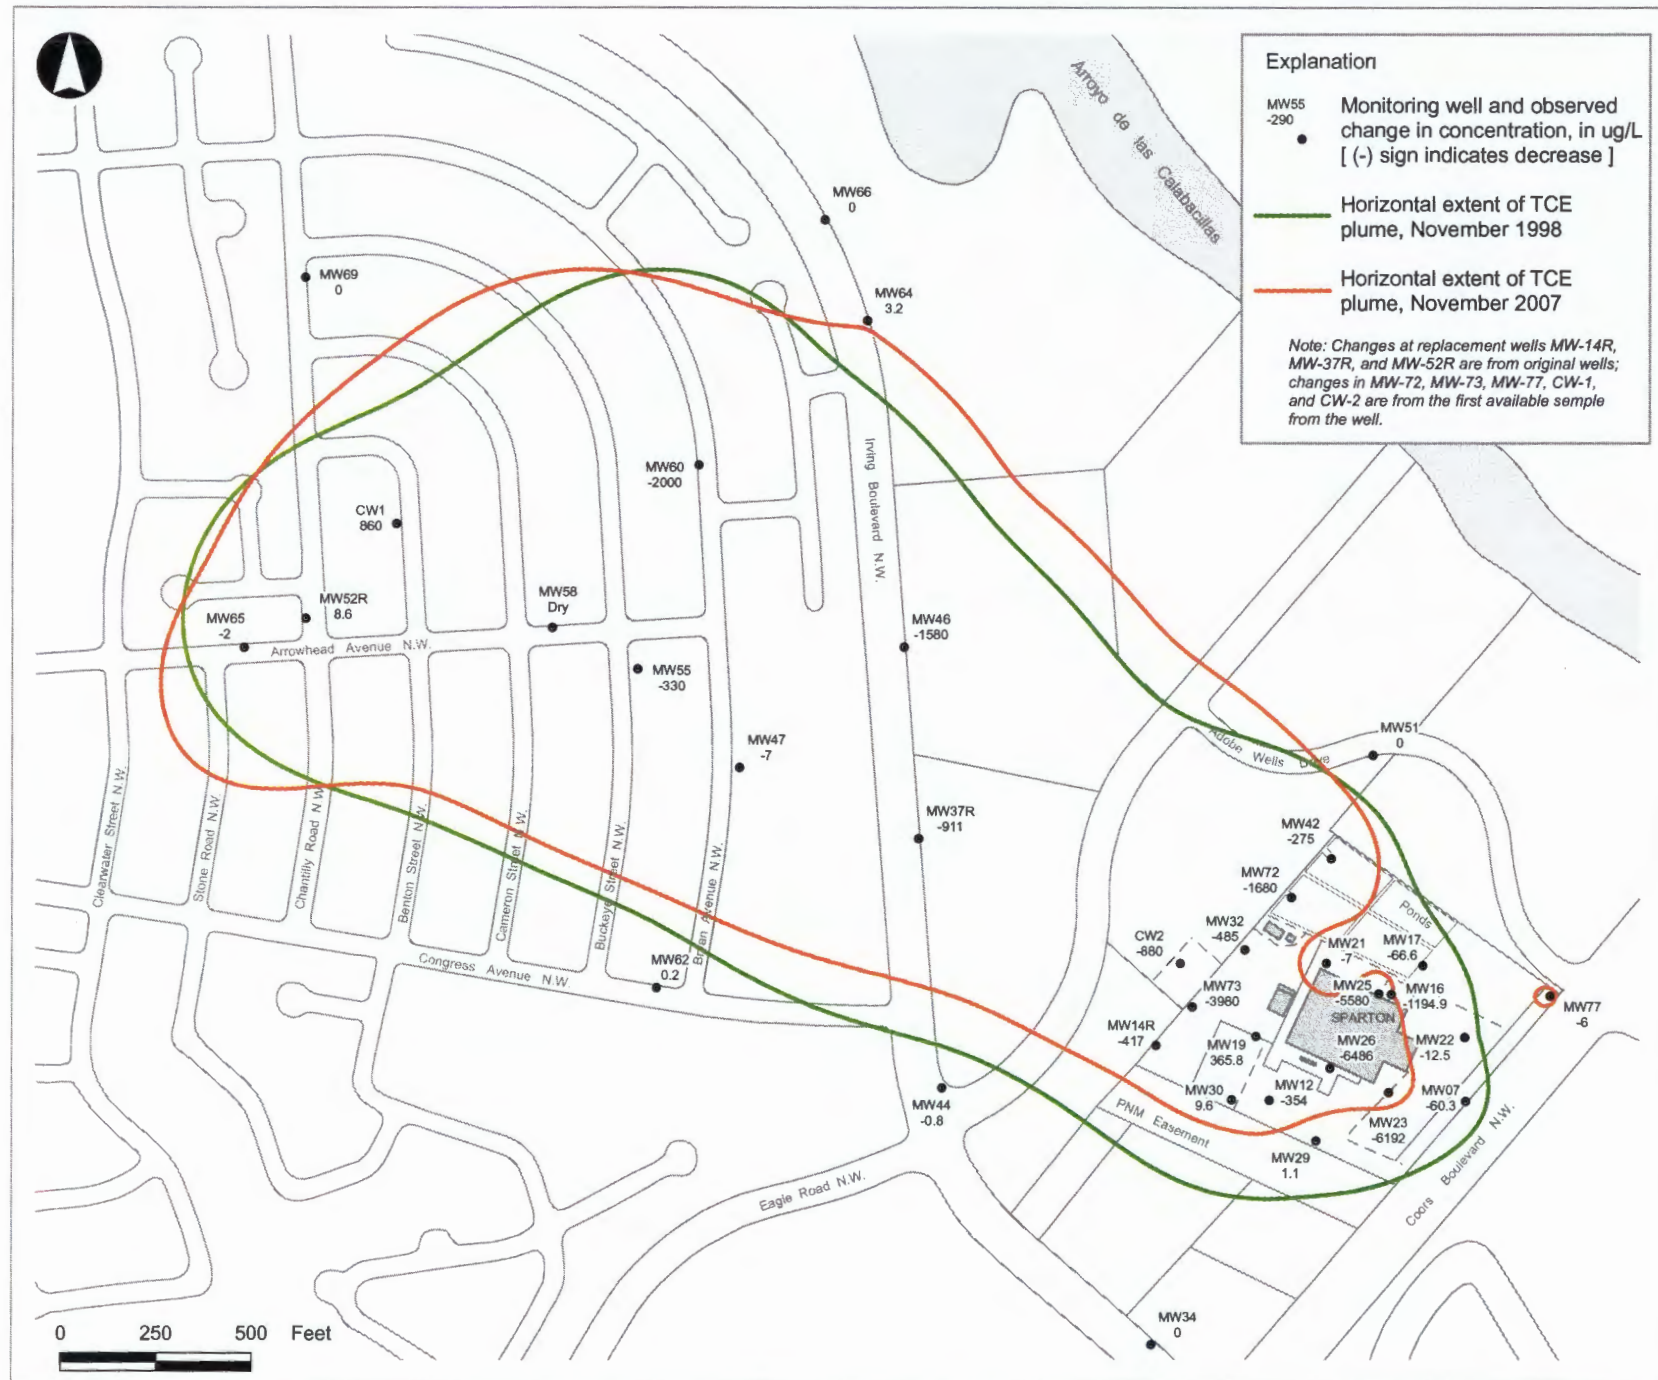 Explanation
MW55
-290
Monitoring well and observed
change in concentration, in ug/L
[ (-) sign indicates decrease ]
Horizontal extent of TCE
plume, November 1998
Horizontal extent of TCE
plume, November 2007
Note: Changes at replacement wells MW-14R,
MW-37R, and MW-52R are from original wells;
changes in MW-72, MW-73, MW-77, CW-1,
and CW-2 are from the first available sample
from the well.
Arroyo de las Calabacillas
MW66
0
MW69
0
MW64
3.2
MW60
-2000
Irving Boulevard N.W.
CW1
860
MW52R
8.6
MW65
-2
MW58
Dry
Arrowhead Avenue N.W.
MW46
-1580
MW55
-330
MW47
-7
MW51
0
Adobe Wells Drive
MW37R
-911
MW42
-275
MW72
-1680
Ponds
Clearwater Street N.W.
Stone Road N.W.
Chantilly Road N.W.
Benton Street N.W.
Cameron Street N.W.
Buckeye Street N.W.
Bryan Avenue N.W.
MW32
-485
CW2
-880
MW21
-7
MW17
-66.6
Congress Avenue N.W.
MW62
0.2
MW73
-3980
MW25
-5580
MW16
-1194.9
SPARTON
MW77
-6
MW14R
-417
MW19
365.8
MW26
-6486
MW22
-12.5
MW44
-0.8
MW30
9.6
MW12
-354
MW07
-60.3
PNM Easement
MW23
-6192
MW29
1.1
Coors Boulevard N.W.
Eagle Road N.W.
MW34
0
0 250 500 Feet